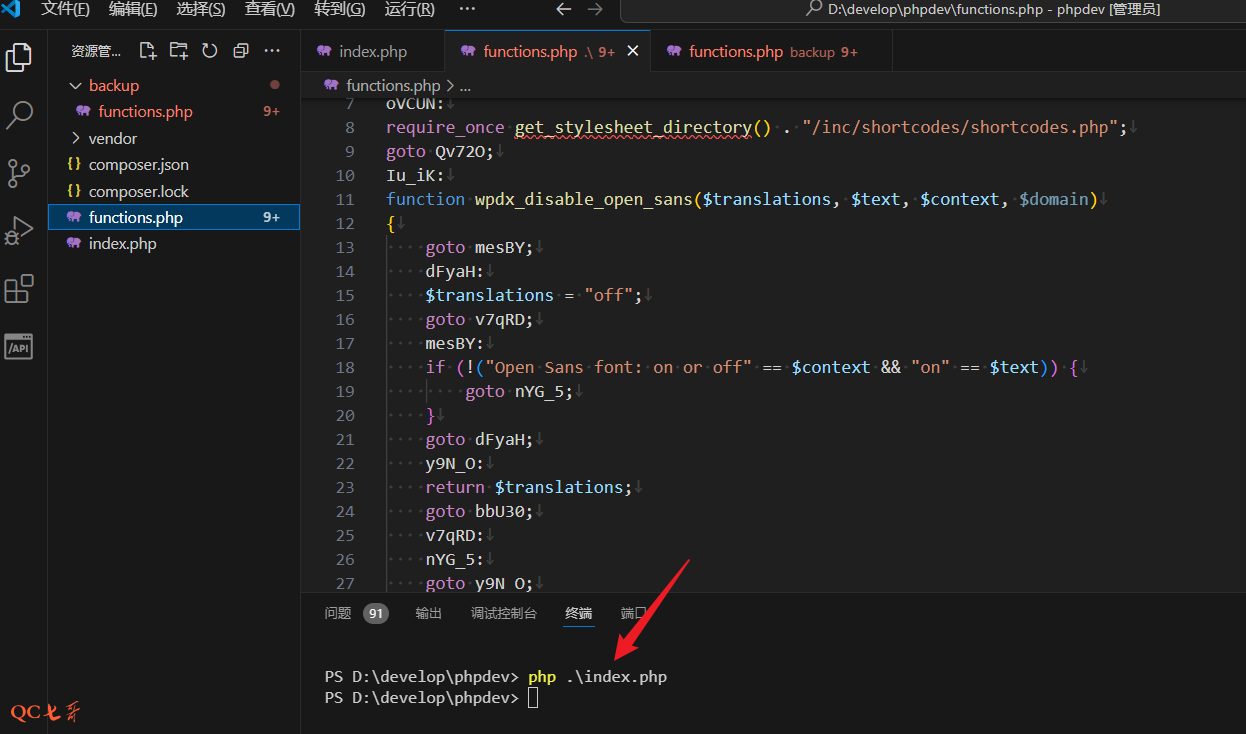 文件(F) 编辑(E) 选择(S) 查看(V) 转到(G) 运行(R) ··· D:\develop\phpdev\functions.php - phpdev [管理员]
资源管... ···
index.php functions.php .\ 9+ functions.php backup 9+
functions.php > ...
backup
functions.php 9+
vendor
{} composer.json
{} composer.lock
functions.php 9+
index.php
/API
7 oVCUN:↓
8 require_once get_stylesheet_directory() . "/inc/shortcodes/shortcodes.php";↓
9 goto Qv72O;↓
10 Iu_iK:↓
11 function wpdx_disable_open_sans($translations, $text, $context, $domain)↓
12 {↓
13 goto mesBY;↓
14 dFyaH:↓
15 $translations = "off";↓
16 goto v7qRD;↓
17 mesBY:↓
18 if (!("Open Sans font: on or off" == $context && "on" == $text)) {↓
19 goto nYG_5;↓
20 }↓
21 goto dFyaH;↓
22 y9N_O:↓
23 return $translations;↓
24 goto bbU30;↓
25 v7qRD:↓
26 nYG_5:↓
27 goto y9N_O;↓
问题 91 输出 调试控制台 终端 端口
PS D:\develop\phpdev> php .\index.php
PS D:\develop\phpdev>
QC七哥